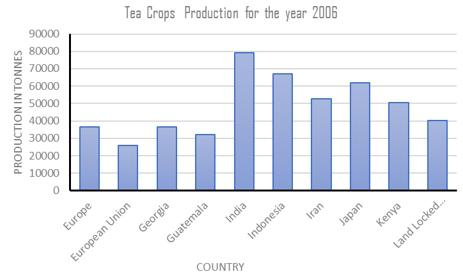 Tea Crops Production for the year 2006
PRODUCTION IN TONNES
90000
80000
70000
60000
50000
40000
30000
20000
10000
0
Europe
European Union
Georgia
Guatemala
India
Indonesia
Iran
Japan
Kenya
Land Locked...
COUNTRY